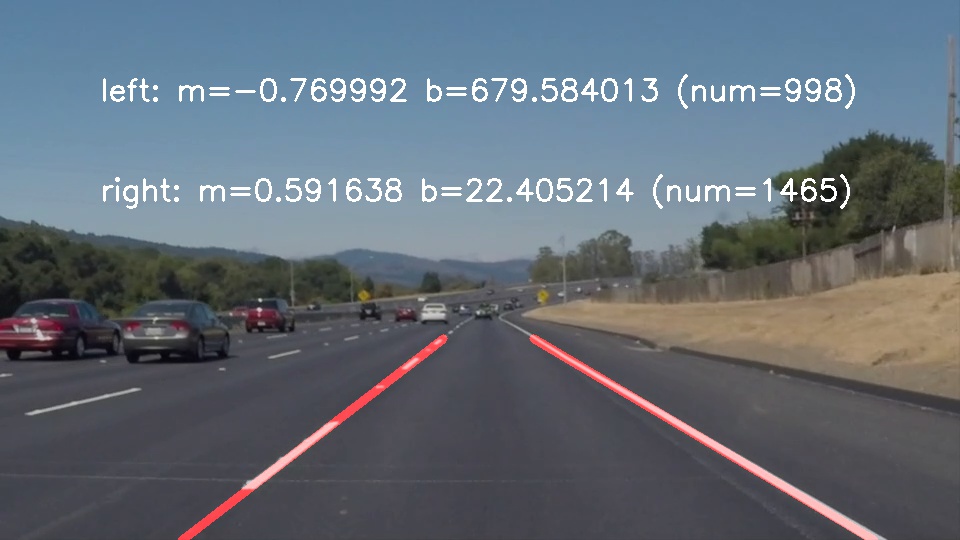 left: m=−0.769992 b=679.584013 (num=998)
right: m=0.591638 b=22.405214 (num=1465)